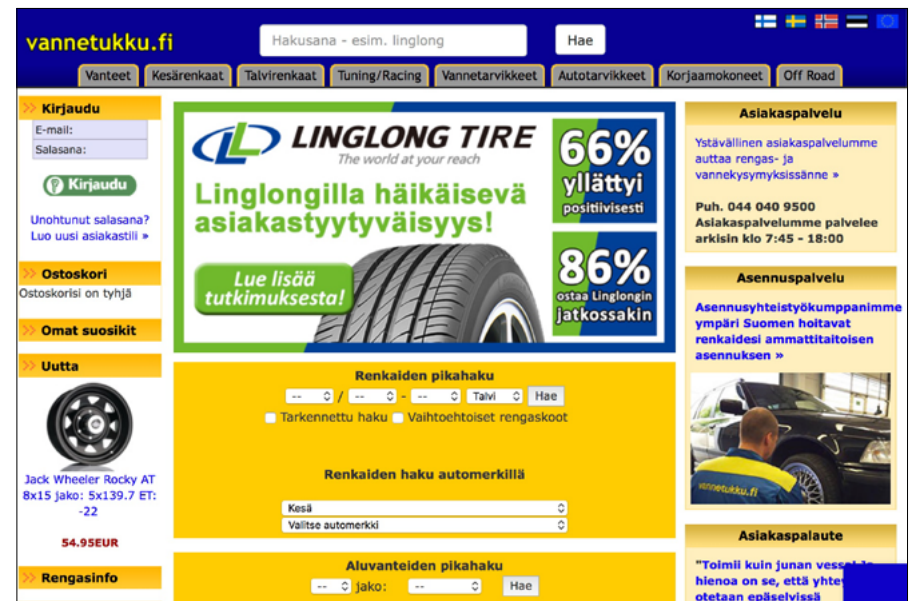 vannetukku.fi
Hakusana - esim. linglong
Hae
Vanteet Kesärenkaat Talvirenkaat Tuning/Racing Vannetarvikkeet Autotarvikkeet Korjaamokoneet Off Road
>> Kirjaudu
E-mail:
Salasana:
Kirjaudu
Unohtunut salasana?
Luo uusi asiakastili »
>> Ostoskori
Ostoskorisi on tyhjä
>> Omat suosikit
>> Uutta
Jack Wheeler Rocky AT
8x15 jako: 5x139.7 ET:
-22
54.95EUR
>> Rengasinfo
LINGLONG TIRE
The world at your reach
Linglongilla häikäisevä
asiakastyytyväisyys!
Lue lisää
tutkimuksesta!
66%
yllättyi
positiivisesti
86%
ostaa Linglongin
jatkossakin
Renkaiden pikahaku
-- / -- - -- Talvi Hae
Tarkennettu haku Vaihtoehtoiset rengaskoot
Renkaiden haku automerkillä
Kesä
Valitse automerkki
Aluvanteiden pikahaku
-- jako: -- Hae
Asiakaspalvelu
Ystävällinen asiakaspalvelumme
auttaa rengas- ja
vannekysymyksissänne »
Puh. 044 040 9500
Asiakaspalvelumme palvelee
arkisin klo 7:45 - 18:00
Asennuspalvelu
Asennusyhteistyökumppanimme
ympäri Suomen hoitavat
renkaidesi ammattitaitoisen
asennuksen »
vannetukku.fi
Asiakaspalaute
"Toimii kuin junan
hienoa on se, että
otetaan epäselvissä